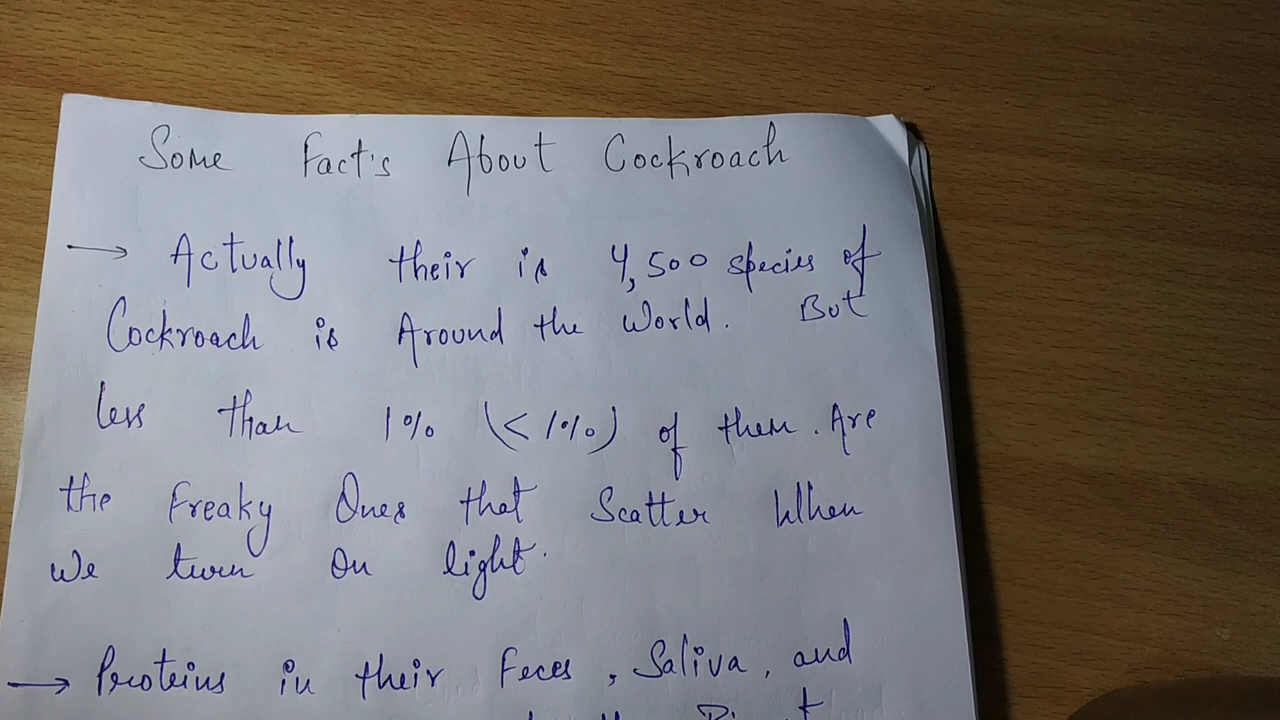 Some Fact's About Cockroach
→ Actually their is 4,500 species of
Cockroach is Around the World. But
less than 1% (<1%) of them. Are
the Freaky Ones that Scatter When
We turn On light.
→ Proteins in their Feces, Saliva, and